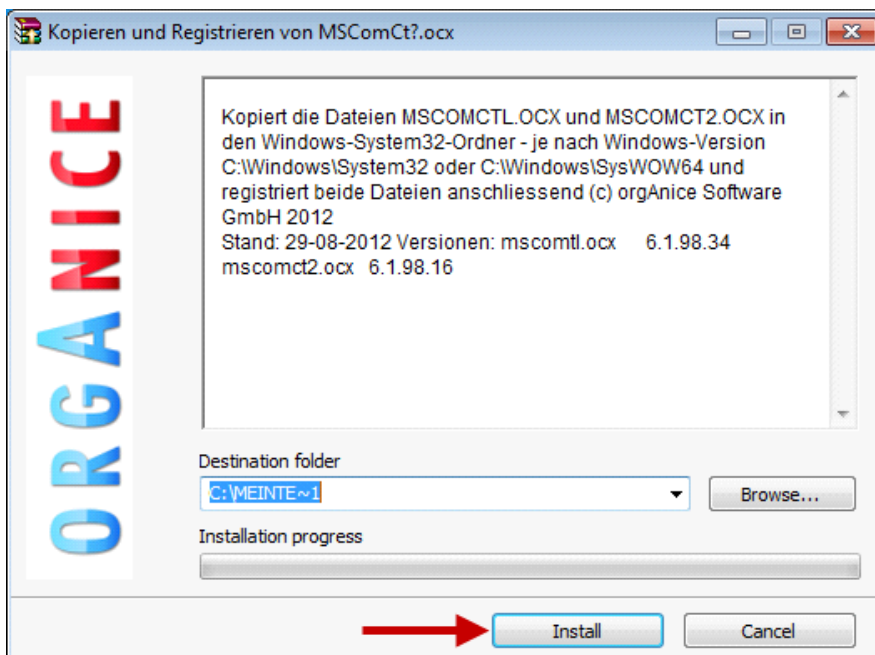 Kopieren und Registrieren von MSComCt?.ocx
ORGANICE
Kopiert die Dateien MSCOMCTL.OCX und MSCOMCT2.OCX in
den Windows-System32-Ordner - je nach Windows-Version
C:\Windows\System32 oder C:\Windows\SysWOW64 und
registriert beide Dateien anschliessend (c) orgAnice Software
GmbH 2012
Stand: 29-08-2012 Versionen: mscomtl.ocx 6.1.98.34
mscomct2.ocx 6.1.98.16
Destination folder
C:\MEINTE~1
Browse...
Installation progress
Install
Cancel